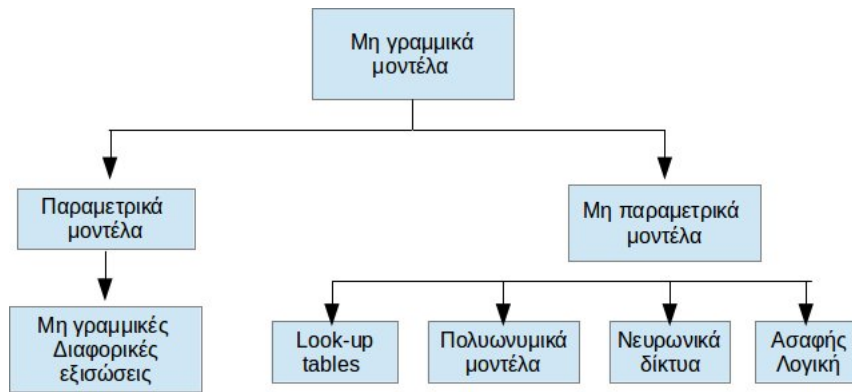 Μη γραμμικά
μοντέλα
Παραμετρικά
μοντέλα
Μη παραμετρικά
μοντέλα
Μη γραμμικές
Διαφορικές
εξισώσεις
Look-up
tables
Πολυωνυμικά
μοντέλα
Νευρωνικά
δίκτυα
Ασαφής
Λογική